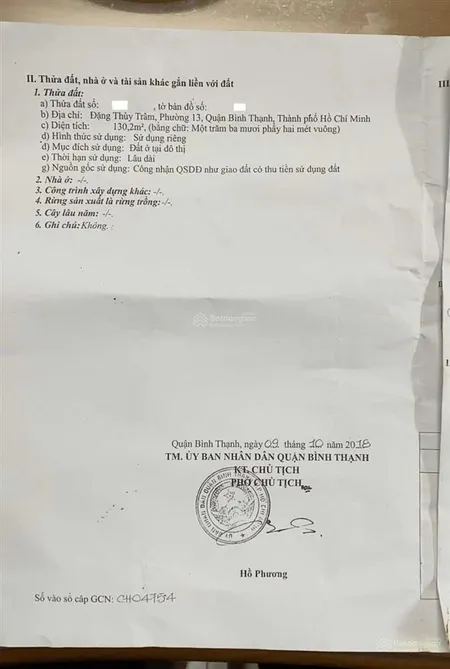 II. Thửa đất, nhà ở và tài sản khác gắn liền với đất
1. Thửa đất:
a) Thửa đất số: , tờ bản đồ số:
b) Địa chỉ: Đặng Thùy Trâm, Phường 13, Quận Bình Thạnh, Thành phố Hồ Chí Minh
c) Diện tích: 130,2m², (bằng chữ: Một trăm ba mươi phẩy hai mét vuông)
d) Hình thức sử dụng: Sử dụng riêng
đ) Mục đích sử dụng: Đất ở tại đô thị
e) Thời hạn sử dụng: Lâu dài
g) Nguồn gốc sử dụng: Công nhận QSDĐ như giao đất có thu tiền sử dụng đất
2. Nhà ở: -/-.
3. Công trình xây dựng khác: -/-.
4. Rừng sản xuất là rừng trồng: -/-.
5. Cây lâu năm: -/-.
6. Ghi chú: Không.
Batdongsan
Quận Bình Thạnh, ngày 09 tháng 10 năm 2018
TM. ỦY BAN NHÂN DÂN QUẬN BÌNH THẠNH
KT. CHỦ TỊCH
PHÓ CHỦ TỊCH
Hồ Phương
Số vào sổ cấp GCN: CH04754